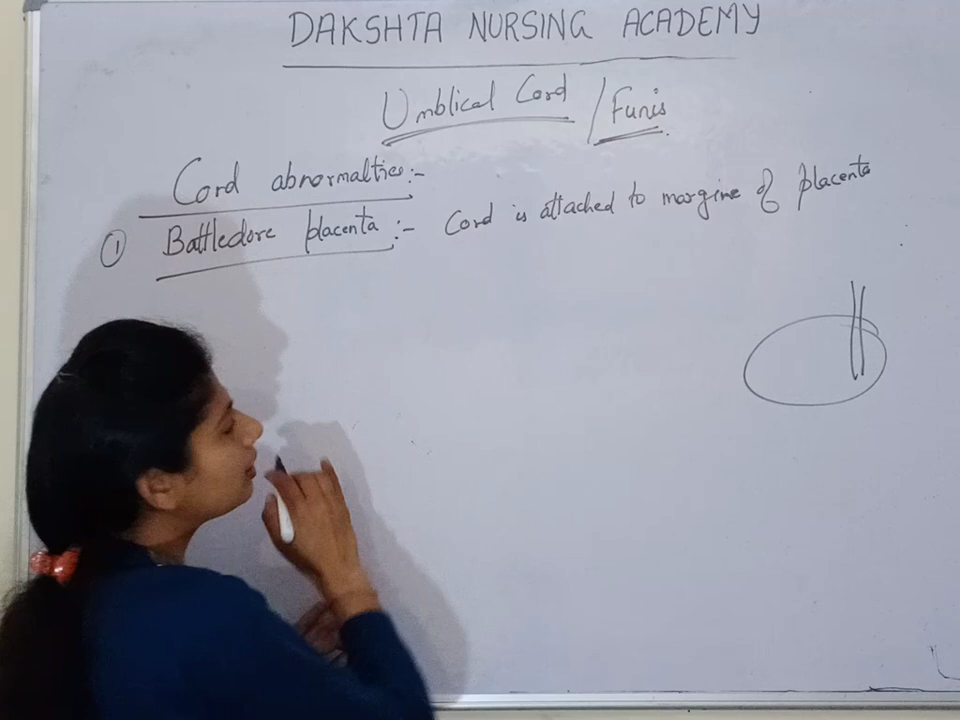 DAKSHTA NURSING ACADEMY
Umblical Cord / Funis
Cord abnormalties:-
① Battledore placenta :- Cord is attached to margine of placenta